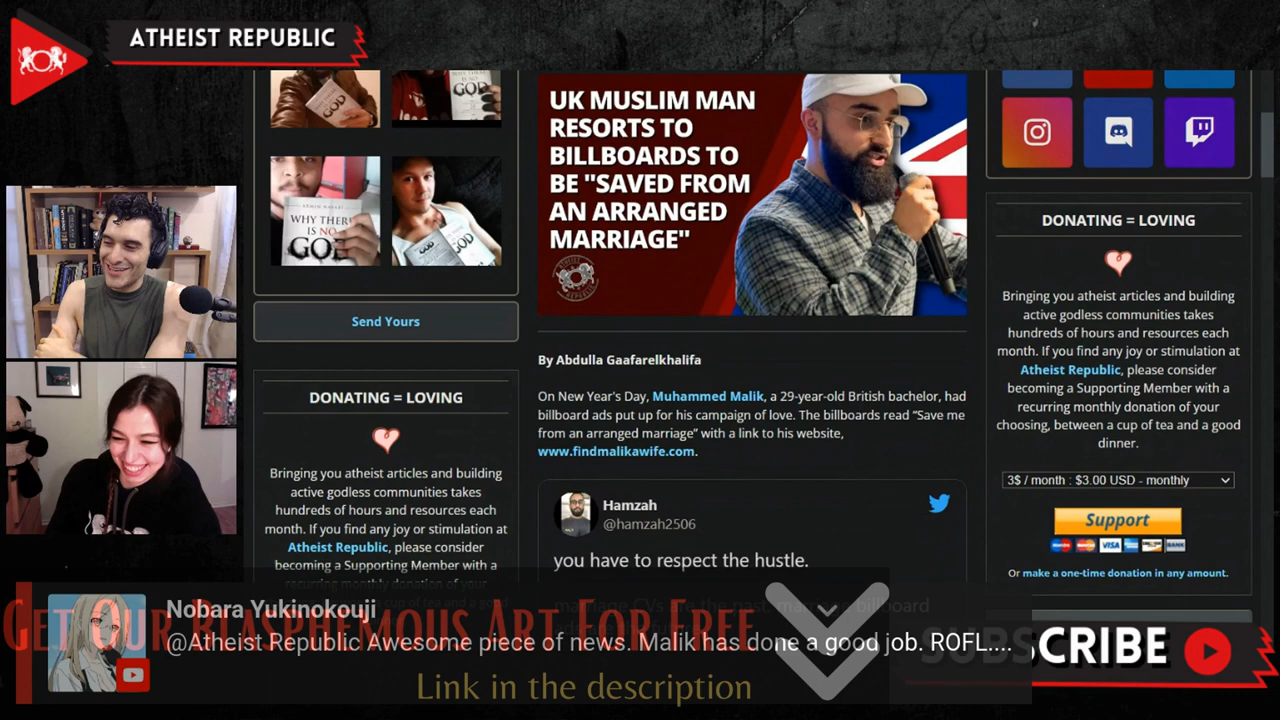 ATHEIST REPUBLIC
WHY THERE IS NO
GOD
WHY THERE
IS NO
GOD
Send Yours
DONATING = LOVING
Bringing you atheist articles and building
active godless communities takes
hundreds of hours and resources each
month. If you find any joy or stimulation at
Atheist Republic, please consider
becoming a Supporting Member with a
UK MUSLIM MAN
RESORTS TO
BILLBOARDS TO
BE "SAVED FROM
AN ARRANGED
MARRIAGE"
By Abdulla Gaafarelkhalifa
On New Year's Day, Muhammed Malik, a 29-year-old British bachelor, had
billboard ads put up for his campaign of love. The billboards read “Save me
from an arranged marriage” with a link to his website,
www.findmalikawife.com.
Hamzah
@hamzah2506
you have to respect the hustle.
DONATING = LOVING
Bringing you atheist articles and building
active godless communities takes
hundreds of hours and resources each
month. If you find any joy or stimulation at
Atheist Republic, please consider
becoming a Supporting Member with a
recurring monthly donation of your
choosing, between a cup of tea and a good
dinner.
3$ / month : $3.00 USD - monthly
Support
VISA
BANK
Or make a one-time donation in any amount.
GET OUR BLASPHEMOUS ART FOR FREE
Nobara Yukinokouji
@Atheist Republic Awesome piece of news. Malik has done a good job. ROFL....
Link in the description
SUBSCRIBE